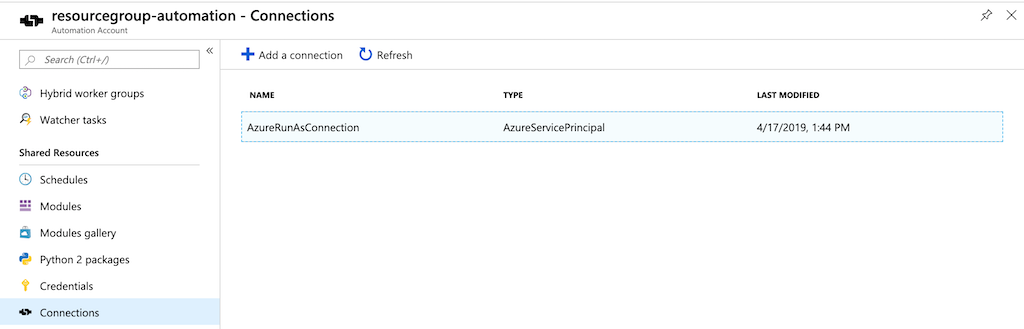 resourcegroup-automation - Connections
Automation Account
Search (Ctrl+/)
«
Hybrid worker groups
Watcher tasks
Shared Resources
Schedules
Modules
Modules gallery
Python 2 packages
Credentials
Connections
Add a connection Refresh
NAME TYPE LAST MODIFIED
AzureRunAsConnection AzureServicePrincipal 4/17/2019, 1:44 PM